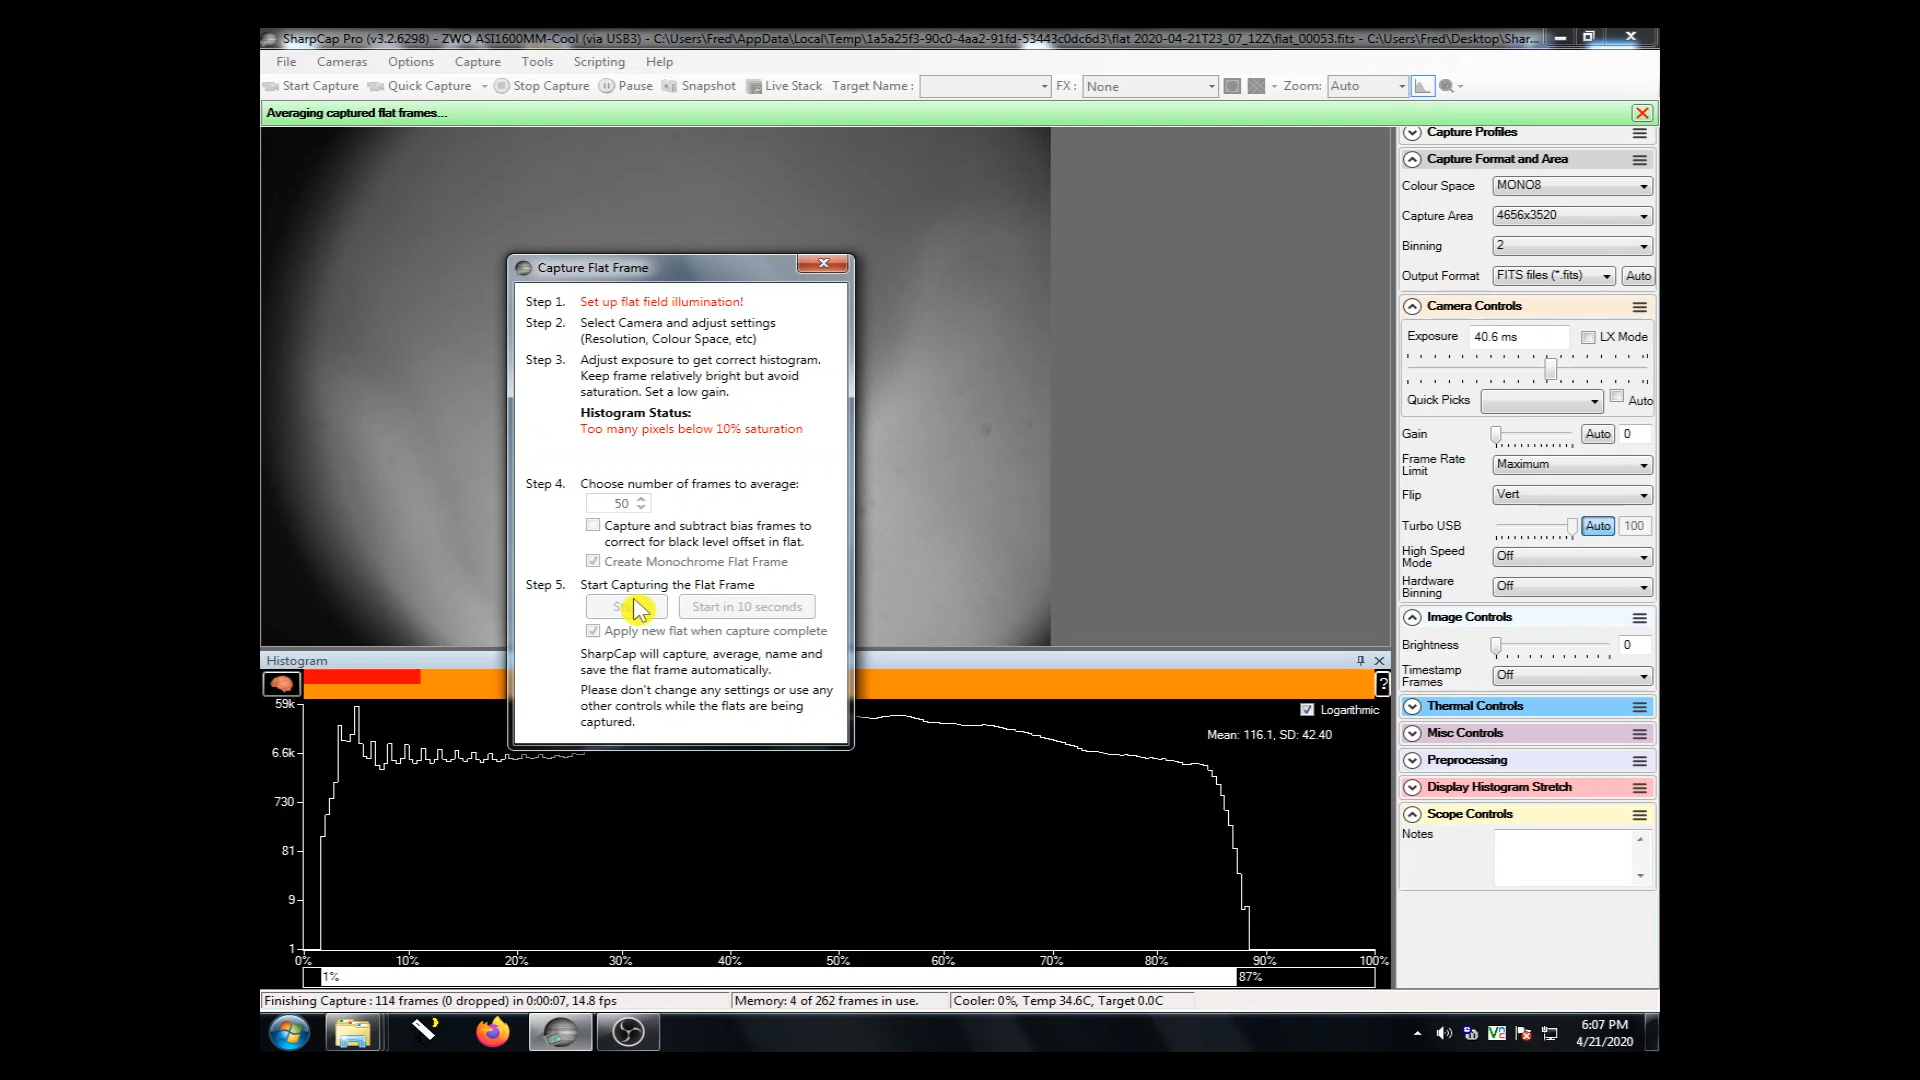 SharpCap Pro (v3.2.6298) - ZWO ASI1600MM-Cool (via USB3) - C:\Users\Fred\AppData\Local\Temp\1a5a25f3-90c0-4aa2-91fd-53443c0dc6d3\flat 2020-04-21T23_07_12Z\flat_00053.fits - C:\Users\Fred\Desktop\Shar...
File Cameras Options Capture Tools Scripting Help
Start Capture Quick Capture Stop Capture Pause Snapshot Live Stack Target Name : FX : None Zoom: Auto
Averaging captured flat frames...
Capture Profiles
Capture Format and Area
Colour Space MONO8
Capture Area 4656x3520
Binning 2
Output Format FITS files (*.fits) Auto
Camera Controls
Exposure 40.6 ms LX Mode
Quick Picks Auto
Gain Auto 0
Frame Rate Limit Maximum
Flip Vert
Turbo USB Auto 100
High Speed Mode Off
Hardware Binning Off
Image Controls
Brightness 0
Timestamp Frames Off
Thermal Controls
Misc Controls
Preprocessing
Display Histogram Stretch
Scope Controls
Notes
Capture Flat Frame
Step 1. Set up flat field illumination!
Step 2. Select Camera and adjust settings
(Resolution, Colour Space, etc)
Step 3. Adjust exposure to get correct histogram.
Keep frame relatively bright but avoid
saturation. Set a low gain.
Histogram Status:
Too many pixels below 10% saturation
Step 4. Choose number of frames to average:
50
Capture and subtract bias frames to
correct for black level offset in flat.
Create Monochrome Flat Frame
Step 5. Start Capturing the Flat Frame
Start in 10 seconds
Apply new flat when capture complete
SharpCap will capture, average, name and
save the flat frame automatically.
Please don't change any settings or use any
other controls while the flats are being
captured.
Histogram
?
Logarithmic
Mean: 116.1, SD: 42.40
59k
6.6k
730
81
9
1
0% 10% 20% 30% 40% 50% 60% 70% 80% 90% 100%
1% 87%
Finishing Capture : 114 frames (0 dropped) in 0:00:07, 14.8 fps Memory: 4 of 262 frames in use. Cooler: 0%, Temp 34.6C, Target 0.0C
6:07 PM
4/21/2020